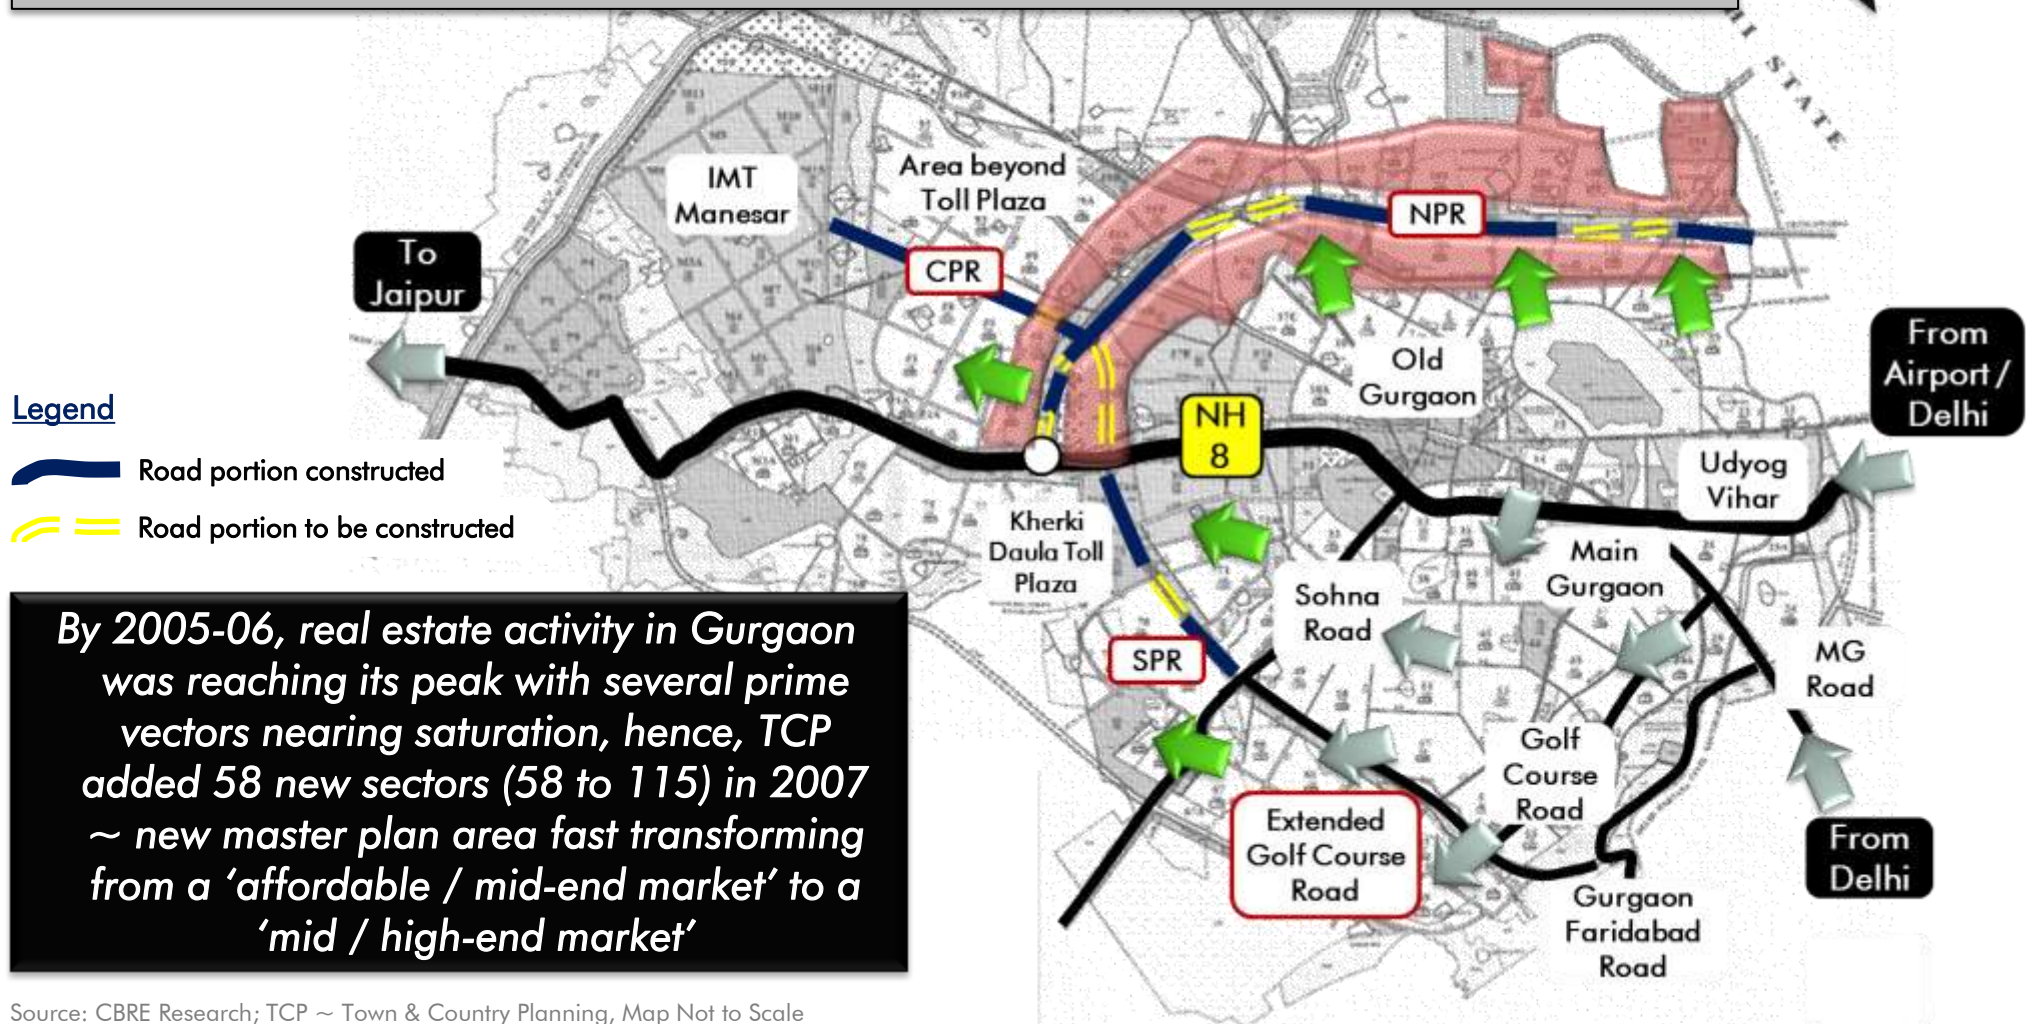 HI STATE
IMT
Manesar
Area beyond
Toll Plaza
NPR
To
Jaipur
CPR
From
Airport /
Delhi
Old
Gurgaon
Legend
NH
8
Road portion constructed
Udyog
Vihar
Road portion to be constructed
Kherki
Daula Toll
Plaza
Main
Gurgaon
Sohna
Road
SPR
MG
Road
By 2005-06, real estate activity in Gurgaon
was reaching its peak with several prime
vectors nearing saturation, hence, TCP
added 58 new sectors (58 to 115) in 2007
~ new master plan area fast transforming
from a ‘affordable / mid-end market’ to a
‘mid / high-end market’
Golf
Course
Road
Extended
Golf Course
Road
From
Delhi
Gurgaon
Faridabad
Road
Source: CBRE Research; TCP ~ Town & Country Planning, Map Not to Scale